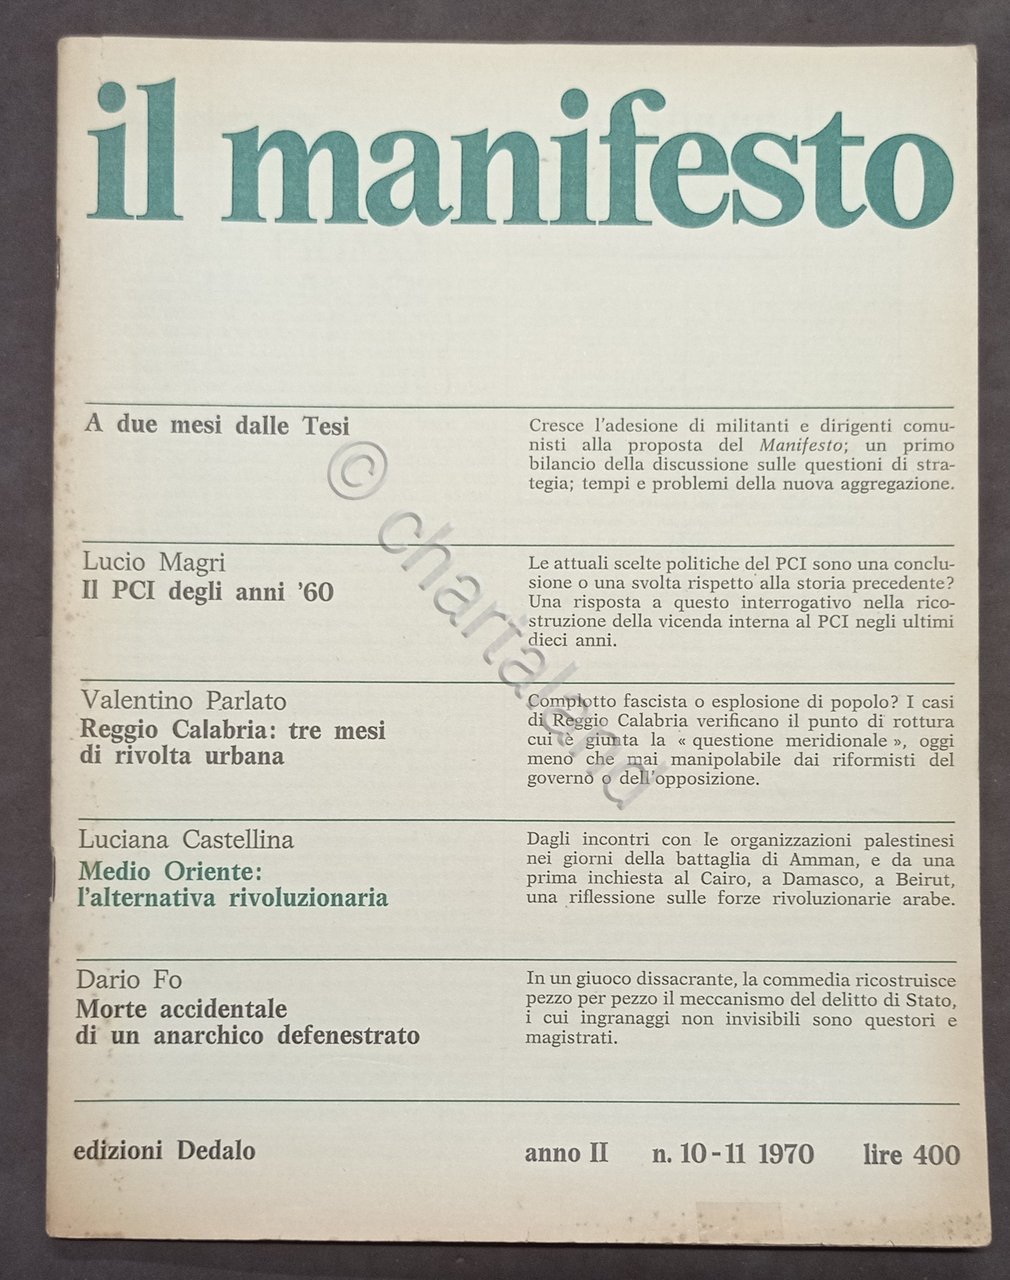 il manifesto
A due mesi dalle Tesi
Cresce l'adesione di militanti e dirigenti comu-
nisti alla proposta del Manifesto; un primo
bilancio della discussione sulle questioni di stra-
tegia; tempi e problemi della nuova aggregazione.
Lucio Magri
Il PCI degli anni '60
Le attuali scelte politiche del PCI sono una conclu-
sione o una svolta rispetto alla storia precedente?
Una risposta a questo interrogativo nella rico-
struzione della vicenda interna al PCI negli ultimi
dieci anni.
Valentino Parlato
Reggio Calabria: tre mesi
di rivolta urbana
Complotto fascista o esplosione di popolo? I casi
di Reggio Calabria verificano il punto di rottura
cui è giunta la « questione meridionale », oggi
meno che mai manipolabile dai riformisti del
governo o dell'opposizione.
Luciana Castellina
Medio Oriente:
l'alternativa rivoluzionaria
Dagli incontri con le organizzazioni palestinesi
nei giorni della battaglia di Amman, e da una
prima inchiesta al Cairo, a Damasco, a Beirut,
una riflessione sulle forze rivoluzionarie arabe.
Dario Fo
Morte accidentale
di un anarchico defenestrato
In un giuoco dissacrante, la commedia ricostruisce
pezzo per pezzo il meccanismo del delitto di Stato,
i cui ingranaggi non invisibili sono questori e
magistrati.
edizioni Dedalo
anno II n. 10-11 1970 lire 400
© chartaland